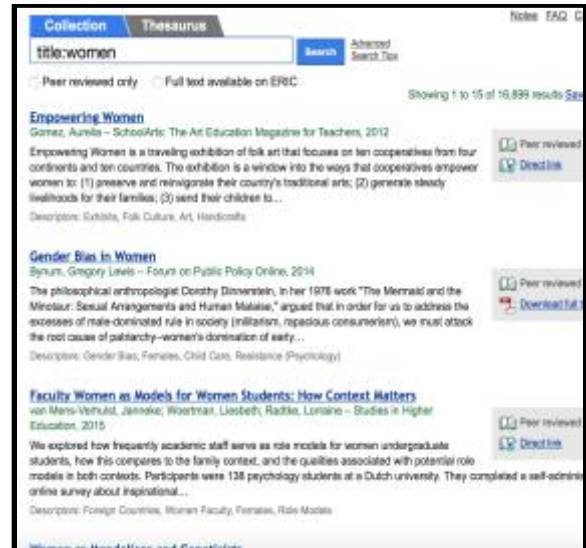 Collection Thesaurus Notes FAQ C
title:women Search Advanced
Search Tips
Peer reviewed only Full text available on ERIC
Showing 1 to 15 of 16,899 results Sav
Empowering Women
Gomez, Aurelia – SchoolArts: The Art Education Magazine for Teachers, 2012
Empowering Women is a traveling exhibition of folk art that focuses on ten cooperatives from four
continents and ten countries. The exhibition is a window into the ways that cooperatives empower
women to: (1) preserve and reinvigorate their country's traditional arts; (2) generate steady
livelihoods for their families; (3) send their children to...
Descriptors: Exhibits, Folk Culture, Art, Handicrafts
Peer reviewed
Direct link
Gender Bias in Women
Bynum, Gregory Lewis – Forum on Public Policy Online, 2014
The philosophical anthropologist Dorothy Dinnerstein, in her 1976 work "The Mermaid and the
Minotaur: Sexual Arrangements and Human Malaise," argued that in order for us to address the
excesses of male-dominated rule in society (militarism, rapacious consumerism), we must attack
the root cause of patriarchy--women's domination of early...
Descriptors: Gender Bias, Females, Child Care, Resistance (Psychology)
Peer reviewed
Download full t
Faculty Women as Models for Women Students: How Context Matters
van Mens-Verhulst, Janneke; Woertman, Liesbeth; Radtke, Lorraine – Studies in Higher
Education, 2015
We explored how frequently academic staff serve as role models for women undergraduate
students, how this compares to the family context, and the qualities associated with potential role
models in both contexts. Participants were 138 psychology students at a Dutch university. They completed a self-adminis
online survey about inspirational...
Descriptors: Foreign Countries, Women Faculty, Females, Role Models
Peer reviewed
Direct link